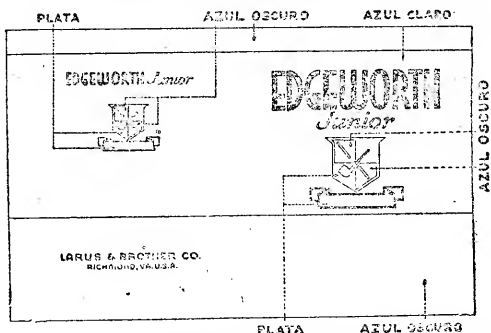 PLATA
AZUL OSCURO
AZUL CLARO
EDGEWORTH Junior
EDGEWORTH
Junior
AZUL OSCURO
LARUS & BROTHER CO.
RICHMOND, VA. U.S.A.
PLATA
AZUL OSCURO